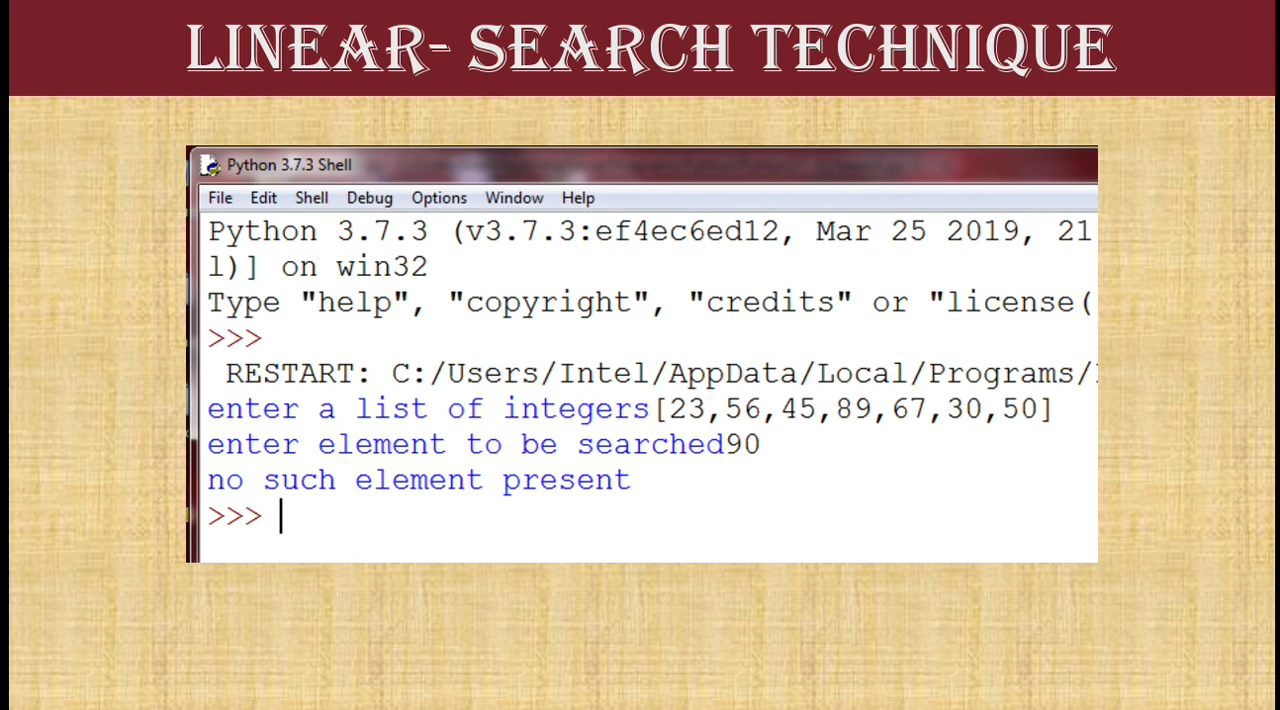 LINEAR- SEARCH TECHNIQUE
Python 3.7.3 Shell
File Edit Shell Debug Options Window Help
Python 3.7.3 (v3.7.3:ef4ec6ed12, Mar 25 2019, 21
l)] on win32
Type "help", "copyright", "credits" or "license(
>>>
RESTART: C:/Users/Intel/AppData/Local/Programs/
enter a list of integers[23,56,45,89,67,30,50]
enter element to be searched90
no such element present
>>>